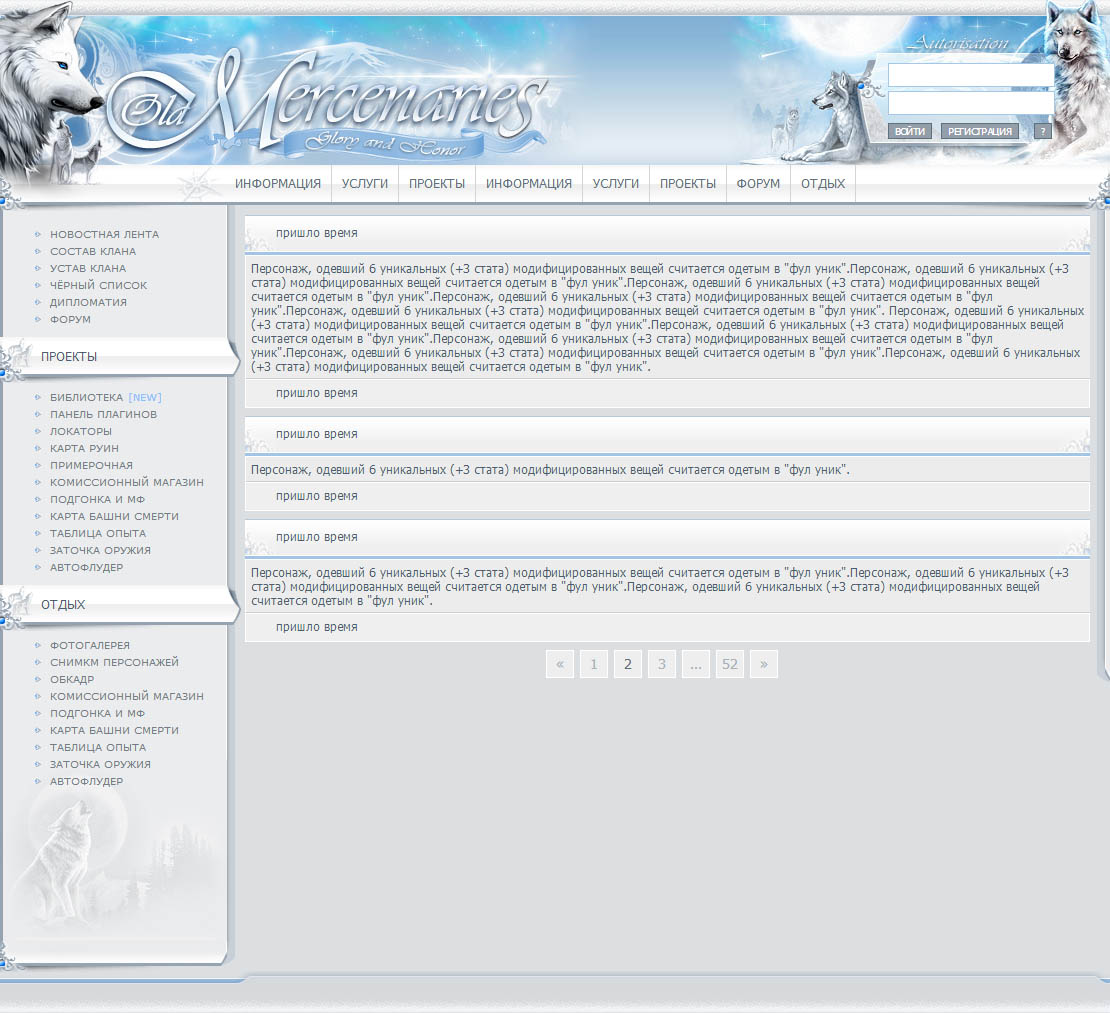 Old Mercenaries
Glory and Honor
Autorisation
ВОЙТИ РЕГИСТРАЦИЯ ?
ИНФОРМАЦИЯ УСЛУГИ ПРОЕКТЫ ИНФОРМАЦИЯ УСЛУГИ ПРОЕКТЫ ФОРУМ ОТДЫХ
НОВОСТНАЯ ЛЕНТА
СОСТАВ КЛАНА
УСТАВ КЛАНА
ЧЁРНЫЙ СПИСОК
ДИПЛОМАТИЯ
ФОРУМ
ПРОЕКТЫ
БИБЛИОТЕКА [NEW]
ПАНЕЛЬ ПЛАГИНОВ
ЛОКАТОРЫ
КАРТА РУИН
ПРИМЕРОЧНАЯ
КОМИССИОННЫЙ МАГАЗИН
ПОДГОНКА И МФ
КАРТА БАШНИ СМЕРТИ
ТАБЛИЦА ОПЫТА
ЗАТОЧКА ОРУЖИЯ
АВТОФЛУДЕР
ОТДЫХ
ФОТОГАЛЕРЕЯ
СНИМКМ ПЕРСОНАЖЕЙ
ОБКАДР
КОМИССИОННЫЙ МАГАЗИН
ПОДГОНКА И МФ
КАРТА БАШНИ СМЕРТИ
ТАБЛИЦА ОПЫТА
ЗАТОЧКА ОРУЖИЯ
АВТОФЛУДЕР
пришло время
Персонаж, одевший 6 уникальных (+3 стата) модифицированных вещей считается одетым в "фул уник".Персонаж, одевший 6 уникальных (+3
стата) модифицированных вещей считается одетым в "фул уник".Персонаж, одевший 6 уникальных (+3 стата) модифицированных вещей
считается одетым в "фул уник".Персонаж, одевший 6 уникальных (+3 стата) модифицированных вещей считается одетым в "фул
уник".Персонаж, одевший 6 уникальных (+3 стата) модифицированных вещей считается одетым в "фул уник". Персонаж, одевший 6 уникальных
(+3 стата) модифицированных вещей считается одетым в "фул уник".Персонаж, одевший 6 уникальных (+3 стата) модифицированных вещей
считается одетым в "фул уник".Персонаж, одевший 6 уникальных (+3 стата) модифицированных вещей считается одетым в "фул
уник".Персонаж, одевший 6 уникальных (+3 стата) модифицированных вещей считается одетым в "фул уник".Персонаж, одевший 6 уникальных
(+3 стата) модифицированных вещей считается одетым в "фул уник".
пришло время
пришло время
Персонаж, одевший 6 уникальных (+3 стата) модифицированных вещей считается одетым в "фул уник".
пришло время
пришло время
Персонаж, одевший 6 уникальных (+3 стата) модифицированных вещей считается одетым в "фул уник".Персонаж, одевший 6 уникальных (+3
стата) модифицированных вещей считается одетым в "фул уник".Персонаж, одевший 6 уникальных (+3 стата) модифицированных вещей
считается одетым в "фул уник".
пришло время
« 1 2 3 ... 52 »